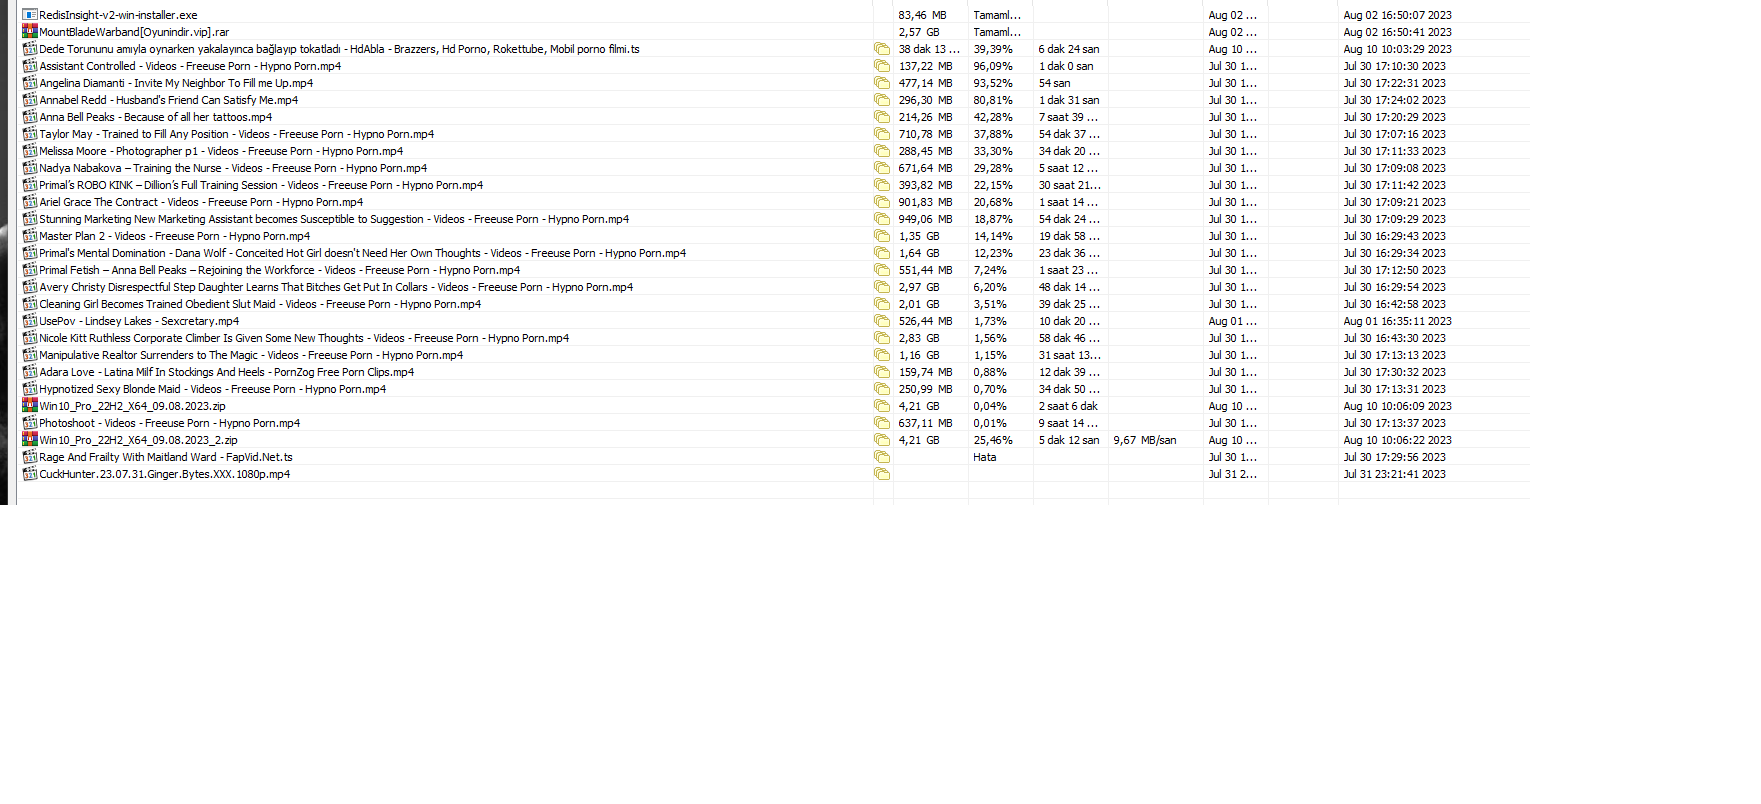 RedisInsight-v2-win-installer.exe 83,46 MB Tamaml... Aug 02 ... Aug 02 16:50:07 2023
MountBladeWarband[Oyunindir.vip].rar 2,57 GB Tamaml... Aug 02 ... Aug 02 16:50:41 2023
Dede Torununu amıyla oynarken yakalayınca bağlayıp tokatladı - HdAbla - Brazzers, Hd Porno, Rokettube, Mobil porno filmi.ts 38 dak 13 ... 39,39% 6 dak 24 san Aug 10 ... Aug 10 10:03:29 2023
Assistant Controlled - Videos - Freeuse Porn - Hypno Porn.mp4 137,22 MB 96,09% 1 dak 0 san Jul 30 1... Jul 30 17:10:30 2023
Angelina Diamanti - Invite My Neighbor To Fill me Up.mp4 477,14 MB 93,52% 54 san Jul 30 1... Jul 30 17:22:31 2023
Annabel Redd - Husband's Friend Can Satisfy Me.mp4 296,30 MB 80,81% 1 dak 31 san Jul 30 1... Jul 30 17:24:02 2023
Anna Bell Peaks - Because of all her tattoos.mp4 214,26 MB 42,28% 7 saat 39 ... Jul 30 1... Jul 30 17:20:29 2023
Taylor May - Trained to Fill Any Position - Videos - Freeuse Porn - Hypno Porn.mp4 710,78 MB 37,88% 54 dak 37 ... Jul 30 1... Jul 30 17:07:16 2023
Melissa Moore - Photographer p1 - Videos - Freeuse Porn - Hypno Porn.mp4 288,45 MB 33,30% 34 dak 20 ... Jul 30 1... Jul 30 17:11:33 2023
Nadya Nabakova – Training the Nurse - Videos - Freeuse Porn - Hypno Porn.mp4 671,64 MB 29,28% 5 saat 12 ... Jul 30 1... Jul 30 17:09:08 2023
Primal's ROBO KINK – Dillion's Full Training Session - Videos - Freeuse Porn - Hypno Porn.mp4 393,82 MB 22,15% 30 saat 21... Jul 30 1... Jul 30 17:11:42 2023
Ariel Grace The Contract - Videos - Freeuse Porn - Hypno Porn.mp4 901,83 MB 20,68% 1 saat 14 ... Jul 30 1... Jul 30 17:09:21 2023
Stunning Marketing New Marketing Assistant becomes Susceptible to Suggestion - Videos - Freeuse Porn - Hypno Porn.mp4 949,06 MB 18,87% 54 dak 24 ... Jul 30 1... Jul 30 17:09:29 2023
Master Plan 2 - Videos - Freeuse Porn - Hypno Porn.mp4 1,35 GB 14,14% 19 dak 58 ... Jul 30 1... Jul 30 16:29:43 2023
Primal's Mental Domination - Dana Wolf - Conceited Hot Girl doesn't Need Her Own Thoughts - Videos - Freeuse Porn - Hypno Porn.mp4 1,64 GB 12,23% 23 dak 36 ... Jul 30 1... Jul 30 16:29:34 2023
Primal Fetish – Anna Bell Peaks – Rejoining the Workforce - Videos - Freeuse Porn - Hypno Porn.mp4 551,44 MB 7,24% 1 saat 23 ... Jul 30 1... Jul 30 17:12:50 2023
Avery Christy Disrespectful Step Daughter Learns That Bitches Get Put In Collars - Videos - Freeuse Porn - Hypno Porn.mp4 2,97 GB 6,20% 48 dak 14 ... Jul 30 1... Jul 30 16:29:54 2023
Cleaning Girl Becomes Trained Obedient Slut Maid - Videos - Freeuse Porn - Hypno Porn.mp4 2,01 GB 3,51% 39 dak 25 ... Jul 30 1... Jul 30 16:42:58 2023
UsePov - Lindsey Lakes - Sexcretary.mp4 526,44 MB 1,73% 10 dak 20 ... Aug 01 ... Aug 01 16:35:11 2023
Nicole Kitt Ruthless Corporate Climber Is Given Some New Thoughts - Videos - Freeuse Porn - Hypno Porn.mp4 2,83 GB 1,56% 58 dak 46 ... Jul 30 1... Jul 30 16:43:30 2023
Manipulative Realtor Surrenders to The Magic - Videos - Freeuse Porn - Hypno Porn.mp4 1,16 GB 1,15% 31 saat 13... Jul 30 1... Jul 30 17:13:13 2023
Adara Love - Latina Milf In Stockings And Heels - PornZog Free Porn Clips.mp4 159,74 MB 0,88% 12 dak 39 ... Jul 30 1... Jul 30 17:30:32 2023
Hypnotized Sexy Blonde Maid - Videos - Freeuse Porn - Hypno Porn.mp4 250,99 MB 0,70% 34 dak 50 ... Jul 30 1... Jul 30 17:13:31 2023
Win10_Pro_22H2_X64_09.08.2023.zip 4,21 GB 0,04% 2 saat 6 dak Aug 10 ... Aug 10 10:06:09 2023
Photoshoot - Videos - Freeuse Porn - Hypno Porn.mp4 637,11 MB 0,01% 9 saat 14 ... Jul 30 1... Jul 30 17:13:37 2023
Win10_Pro_22H2_X64_09.08.2023_2.zip 4,21 GB 25,46% 5 dak 12 san 9,67 MB/san Aug 10 ... Aug 10 10:06:22 2023
Rage And Frailty With Maitland Ward - FapVid.Net.ts Hata Jul 30 1... Jul 30 17:29:56 2023
CuckHunter.23.07.31.Ginger.Bytes.XXX.1080p.mp4 Jul 31 2... Jul 31 23:21:41 2023